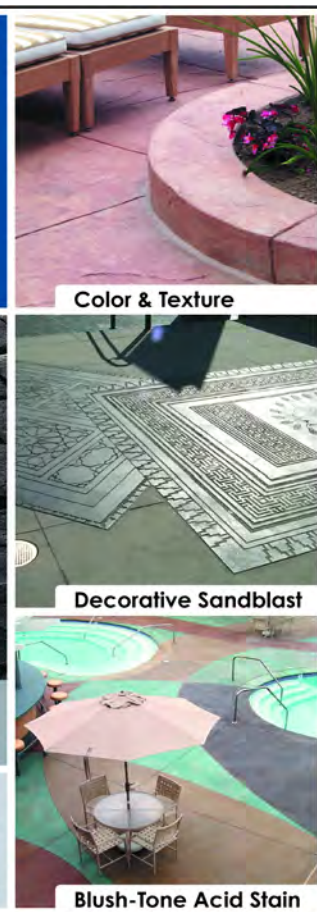 Color & Texture
Decorative Sandblast
Blush-Tone Acid Stain